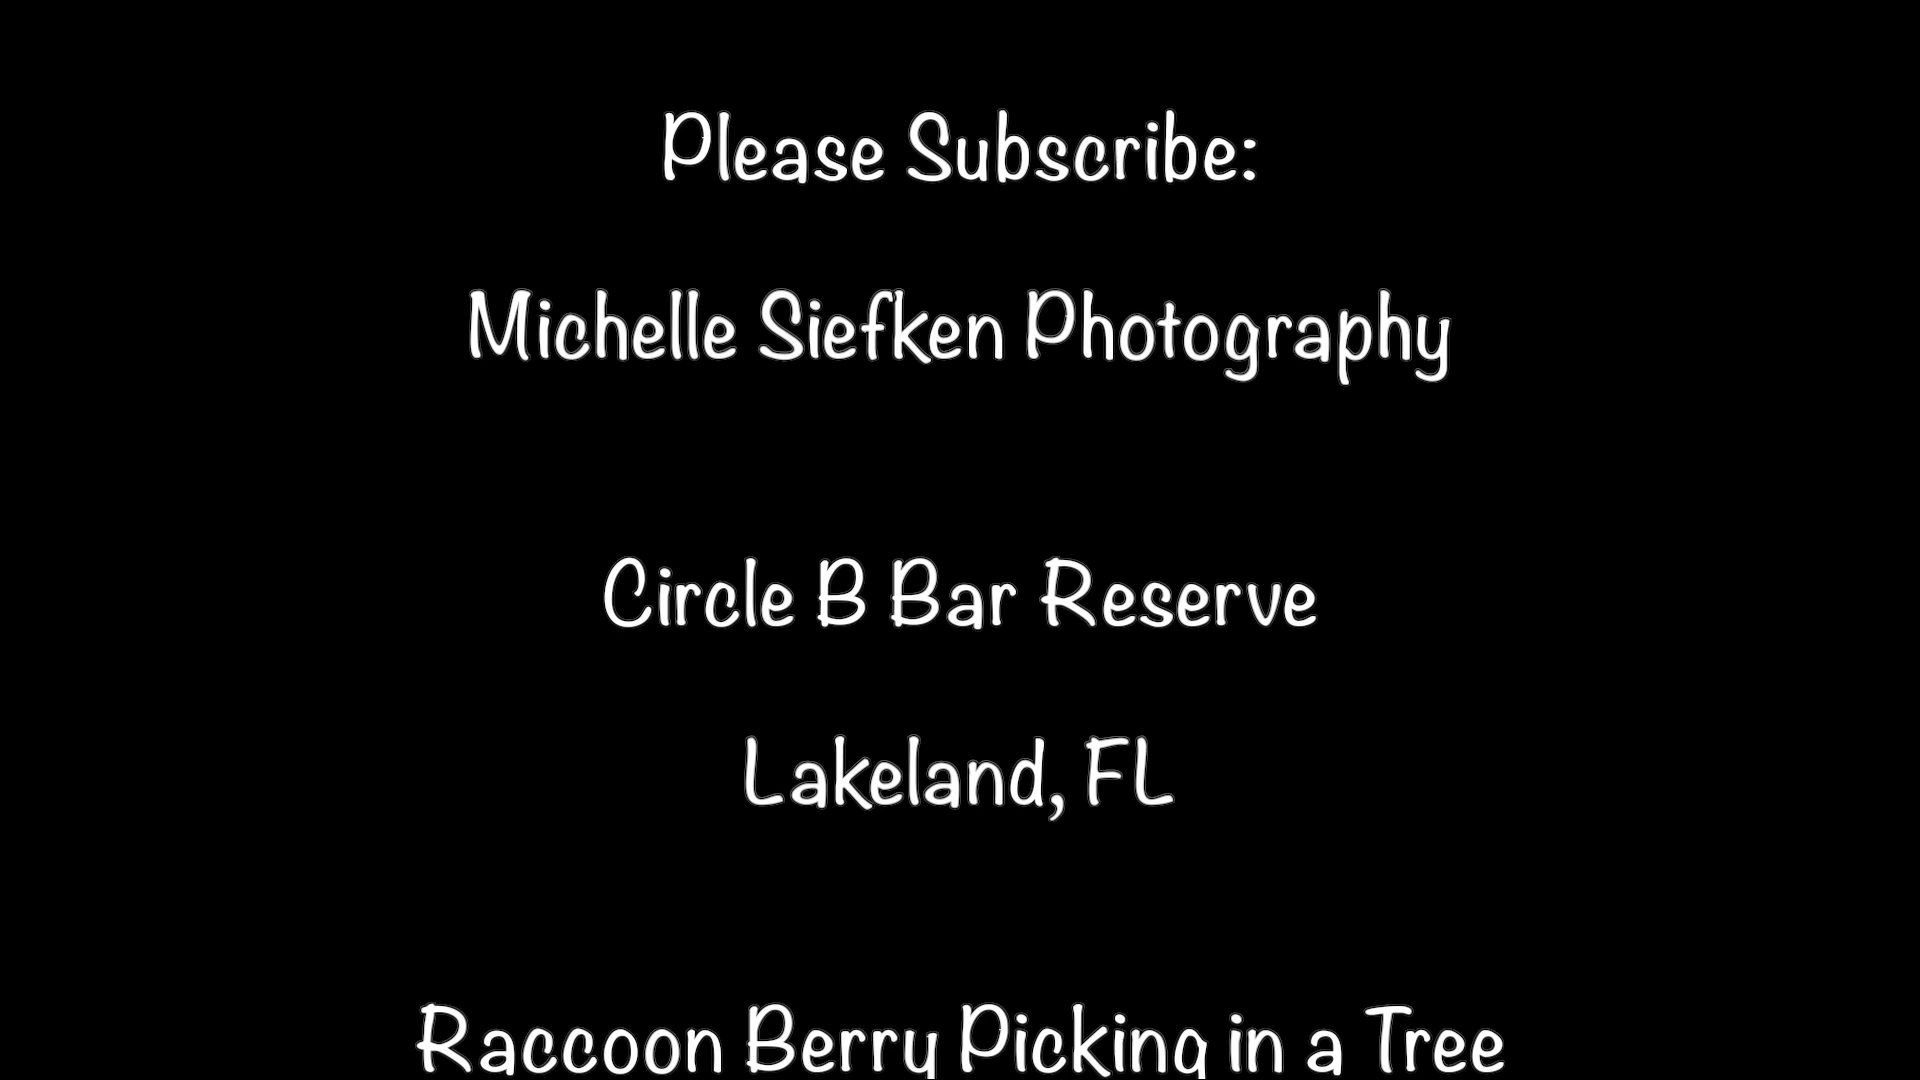 Please Subscribe:
Michelle Siefken Photography
Circle B Bar Reserve
Lakeland, FL
Raccoon Berry Picking in a Tree